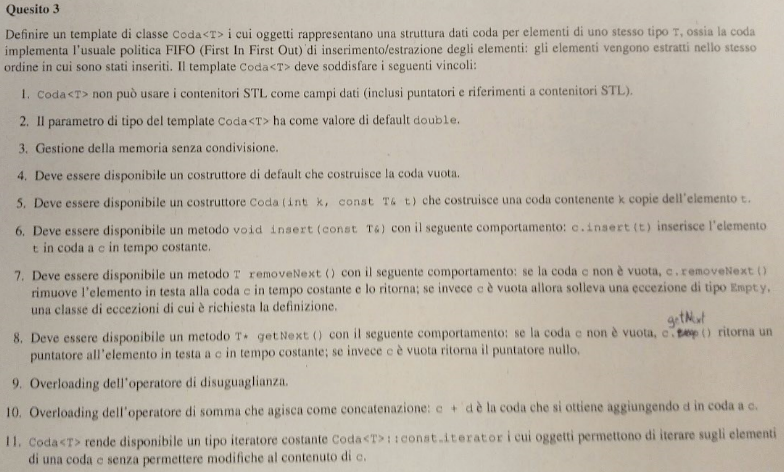 Quesito 3
Definire un template di classe Coda<T> i cui oggetti rappresentano una struttura dati coda per elementi di uno stesso tipo T, ossia la coda
implementa l'usuale politica FIFO (First In First Out) di inserimento/estrazione degli elementi: gli elementi vengono estratti nello stesso
ordine in cui sono stati inseriti. Il template Coda<T> deve soddisfare i seguenti vincoli:
1. Coda<T> non può usare i contenitori STL come campi dati (inclusi puntatori e riferimenti a contenitori STL).
2. Il parametro di tipo del template Coda<T> ha come valore di default double.
3. Gestione della memoria senza condivisione.
4. Deve essere disponibile un costruttore di default che costruisce la coda vuota.
5. Deve essere disponibile un costruttore Coda(int k, const T& t) che costruisce una coda contenente k copie dell'elemento t.
6. Deve essere disponibile un metodo void insert(const T&) con il seguente comportamento: c.insert(t) inserisce l'elemento
t in coda a c in tempo costante.
7. Deve essere disponibile un metodo T removeNext() con il seguente comportamento: se la coda c non è vuota, c.removeNext()
rimuove l'elemento in testa alla coda c in tempo costante e lo ritorna; se invece c è vuota allora solleva una eccezione di tipo Empty,
una classe di eccezioni di cui è richiesta la definizione.
getNext
8. Deve essere disponibile un metodo T* getNext() con il seguente comportamento: se la coda c non è vuota, c.() ritorna un
puntatore all'elemento in testa a c in tempo costante; se invece c è vuota ritorna il puntatore nullo.
9. Overloading dell'operatore di disuguaglianza.
10. Overloading dell'operatore di somma che agisca come concatenazione: c + d è la coda che si ottiene aggiungendo d in coda a c.
11. Coda<T> rende disponibile un tipo iteratore costante Coda<T>::const_iterator i cui oggetti permettono di iterare sugli elementi
di una coda c senza permettere modifiche al contenuto di c.